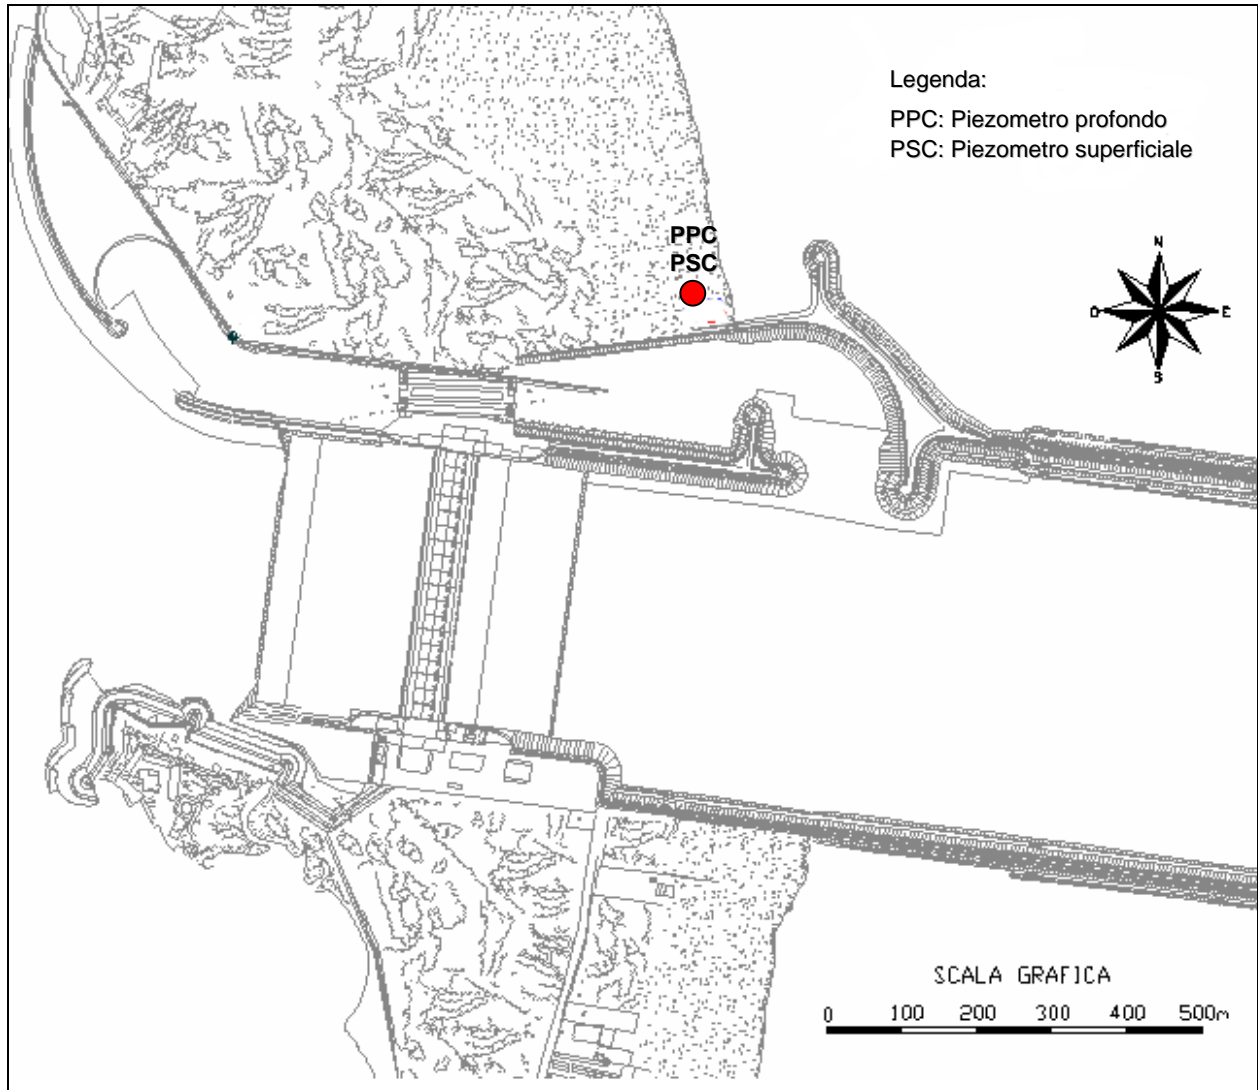 Legenda:
PPC: Piezometro profondo
PSC: Piezometro superficiale
PPC
PSC
N
O E
S
SCALA GRAFICA
0 100 200 300 400 500m